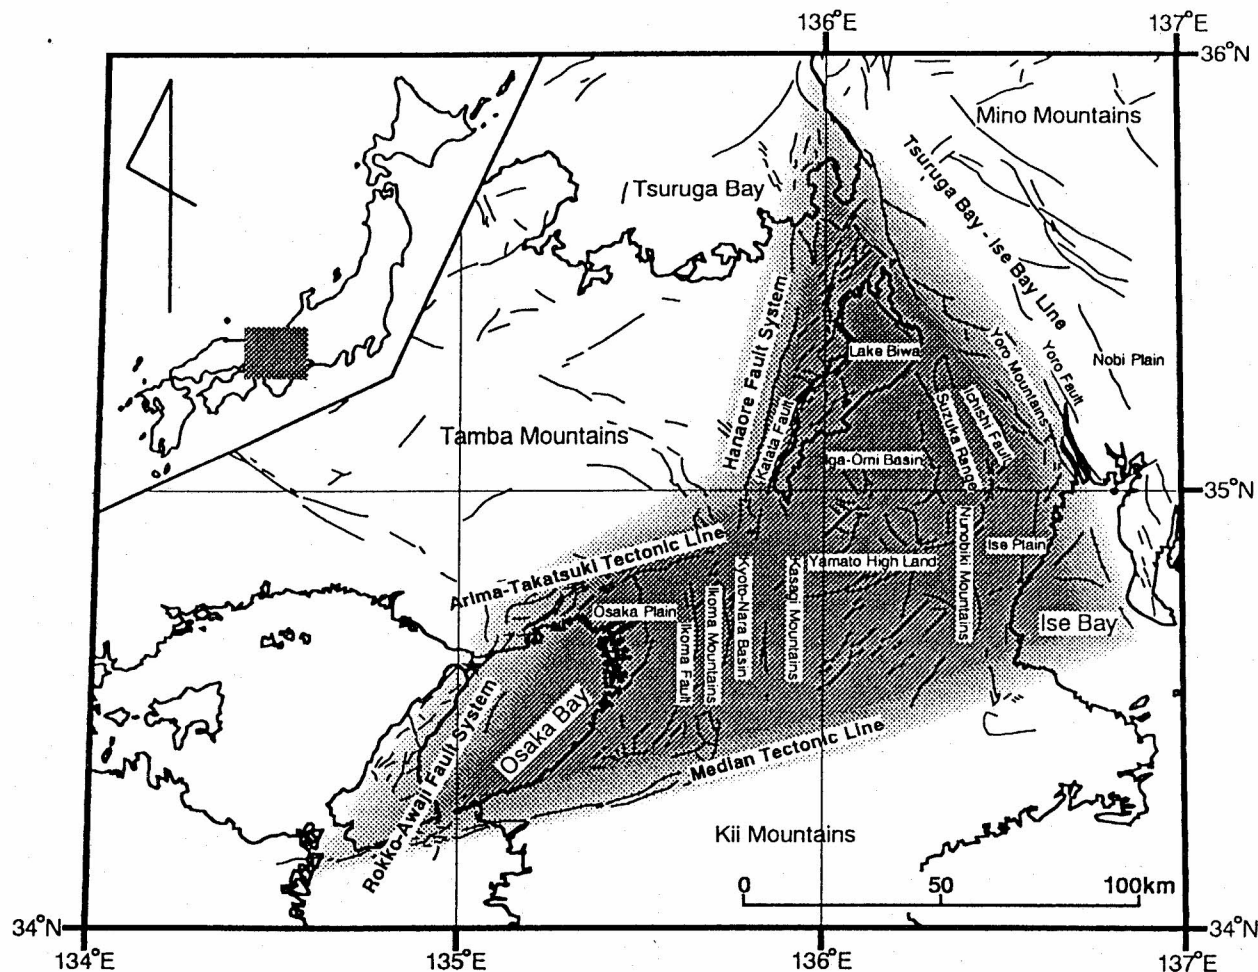 136°E
137°E
36°N
Mino Mountains
Tsuruga Bay
Tsuruga Bay - Ise Bay Line
Hanaore Fault System
Lake Biwa
Yoro Mountains
Yoro Fault
Nobi Plain
Katata Fault
Suzuka Range
Ichishi Fault
Tamba Mountains
Iga-Omi Basin
35°N
Arima-Takatsuki Tectonic Line
Nunobiki Mountains
Ise Plain
Yamato High Land
Osaka Plain
Ikoma Fault
Ikoma Mountains
Kyoto-Nara Basin
Kasagi Mountains
Ise Bay
Osaka Bay
Rokko-Awaji Fault System
Median Tectonic Line
Kii Mountains
0 50 100km
34°N
34°N
134°E
135°E
136°E
137°E